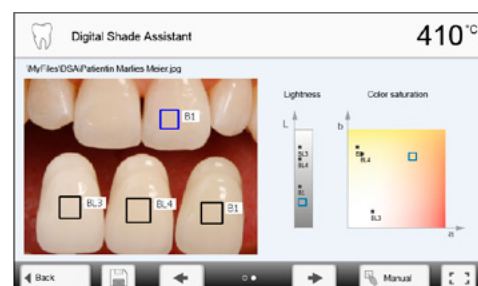 Digital Shade Assistant
410°C
\MyFiles\DSA\Patientin Marlies Meier.jpg
B1
BL3
BL4
B1
Lightness
L
BL3
BL4
B1
Color saturation
b
BL4
BL3
a
Back
Manual